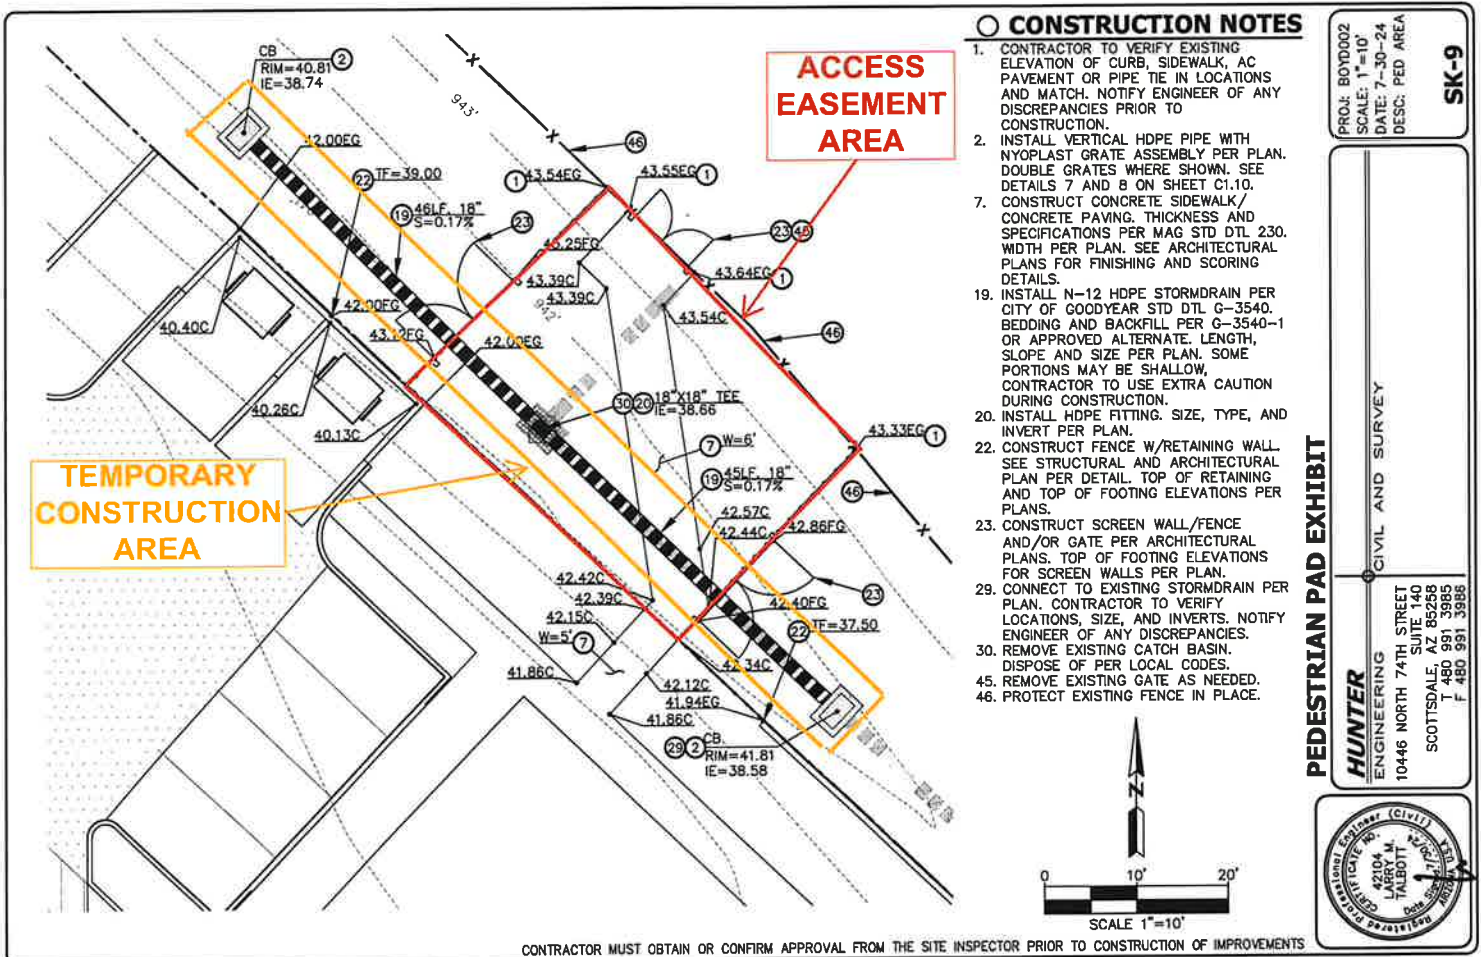 CONSTRUCTION NOTES
1. CONTRACTOR TO VERIFY EXISTING
ELEVATION OF CURB, SIDEWALK, AC
PAVEMENT OR PIPE TIE IN LOCATIONS
AND MATCH. NOTIFY ENGINEER OF ANY
DISCREPANCIES PRIOR TO
CONSTRUCTION.
2. INSTALL VERTICAL HDPE PIPE WITH
NYOPLAST GRATE ASSEMBLY PER PLAN.
DOUBLE GRATES WHERE SHOWN. SEE
DETAILS 7 AND 8 ON SHEET C1.10.
7. CONSTRUCT CONCRETE SIDEWALK/
CONCRETE PAVING. THICKNESS AND
SPECIFICATIONS PER MAG STD DTL 230.
WIDTH PER PLAN. SEE ARCHITECTURAL
PLANS FOR FINISHING AND SCORING
DETAILS.
19. INSTALL N-12 HDPE STORMDRAIN PER
CITY OF GOODYEAR STD DTL G-3540.
BEDDING AND BACKFILL PER G-3540-1
OR APPROVED ALTERNATE. LENGTH,
SLOPE AND SIZE PER PLAN. SOME
PORTIONS MAY BE SHALLOW,
CONTRACTOR TO USE EXTRA CAUTION
DURING CONSTRUCTION.
20. INSTALL HDPE FITTING. SIZE, TYPE, AND
INVERT PER PLAN.
22. CONSTRUCT FENCE W/RETAINING WALL.
SEE STRUCTURAL AND ARCHITECTURAL
PLAN PER DETAIL. TOP OF RETAINING
AND TOP OF FOOTING ELEVATIONS PER
PLANS.
23. CONSTRUCT SCREEN WALL/FENCE
AND/OR GATE PER ARCHITECTURAL
PLANS. TOP OF FOOTING ELEVATIONS
FOR SCREEN WALLS PER PLAN.
29. CONNECT TO EXISTING STORMDRAIN PER
PLAN. CONTRACTOR TO VERIFY
LOCATIONS, SIZE, AND INVERTS. NOTIFY
ENGINEER OF ANY DISCREPANCIES.
30. REMOVE EXISTING CATCH BASIN.
DISPOSE OF PER LOCAL CODES.
45. REMOVE EXISTING GATE AS NEEDED.
46. PROTECT EXISTING FENCE IN PLACE.
ACCESS
EASEMENT
AREA
TEMPORARY
CONSTRUCTION
AREA
CB
RIM=40.81 2
IE=38.74
943'
X
46
42.00EG
22 TF=39.00
1 43.54EG
43.55EG 1
19 46LF, 18"
S=0.17%
23
23 45
43.39C
43.39C
43.64EG 1
942'
43.54C
46
X
40.40C
42.00FG
42.00EG
30 20 18"X18" TEE
IE=38.66
40.26C
40.13C
7 W=6'
43.33EG 1
19 45LF, 18"
S=0.17%
46
X
42.57C
42.44C
42.86FG
42.42C
42.39C
42.15C
W=5' 7
23
42.40FG
22 TF=37.50
41.86C
42.12C
41.94EG
41.86C
29 2 CB
RIM=41.81
IE=38.58
N
0 10' 20'
SCALE 1"=10'
CONTRACTOR MUST OBTAIN OR CONFIRM APPROVAL FROM THE SITE INSPECTOR PRIOR TO CONSTRUCTION OF IMPROVEMENTS
PROJ: BOYD002
SCALE: 1"=10'
DATE: 7-30-24
DESC: PED AREA
SK-9
PEDESTRIAN PAD EXHIBIT
HUNTER
ENGINEERING
CIVIL AND SURVEY
10446 NORTH 74TH STREET
SUITE 140
SCOTTSDALE, AZ 85258
T 480 991 3985
F 480 991 3986
Registered Professional Engineer (Civil)
CERTIFICATE NO.
42104
LARRY M.
TALBOTT